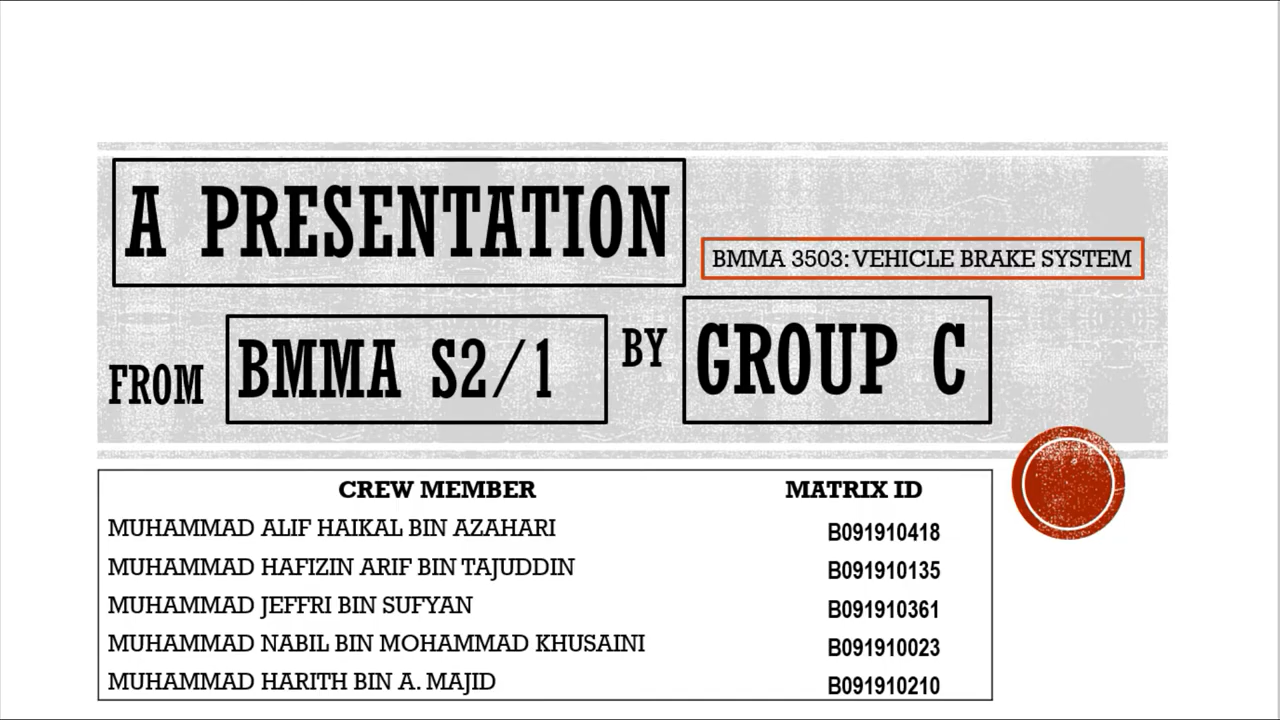 A PRESENTATION
BMMA 3503: VEHICLE BRAKE SYSTEM
FROM BMMA S2/1 BY GROUP C
CREW MEMBER MATRIX ID
MUHAMMAD ALIF HAIKAL BIN AZAHARI B091910418
MUHAMMAD HAFIZIN ARIF BIN TAJUDDIN B091910135
MUHAMMAD JEFFRI BIN SUFYAN B091910361
MUHAMMAD NABIL BIN MOHAMMAD KHUSAINI B091910023
MUHAMMAD HARITH BIN A. MAJID B091910210